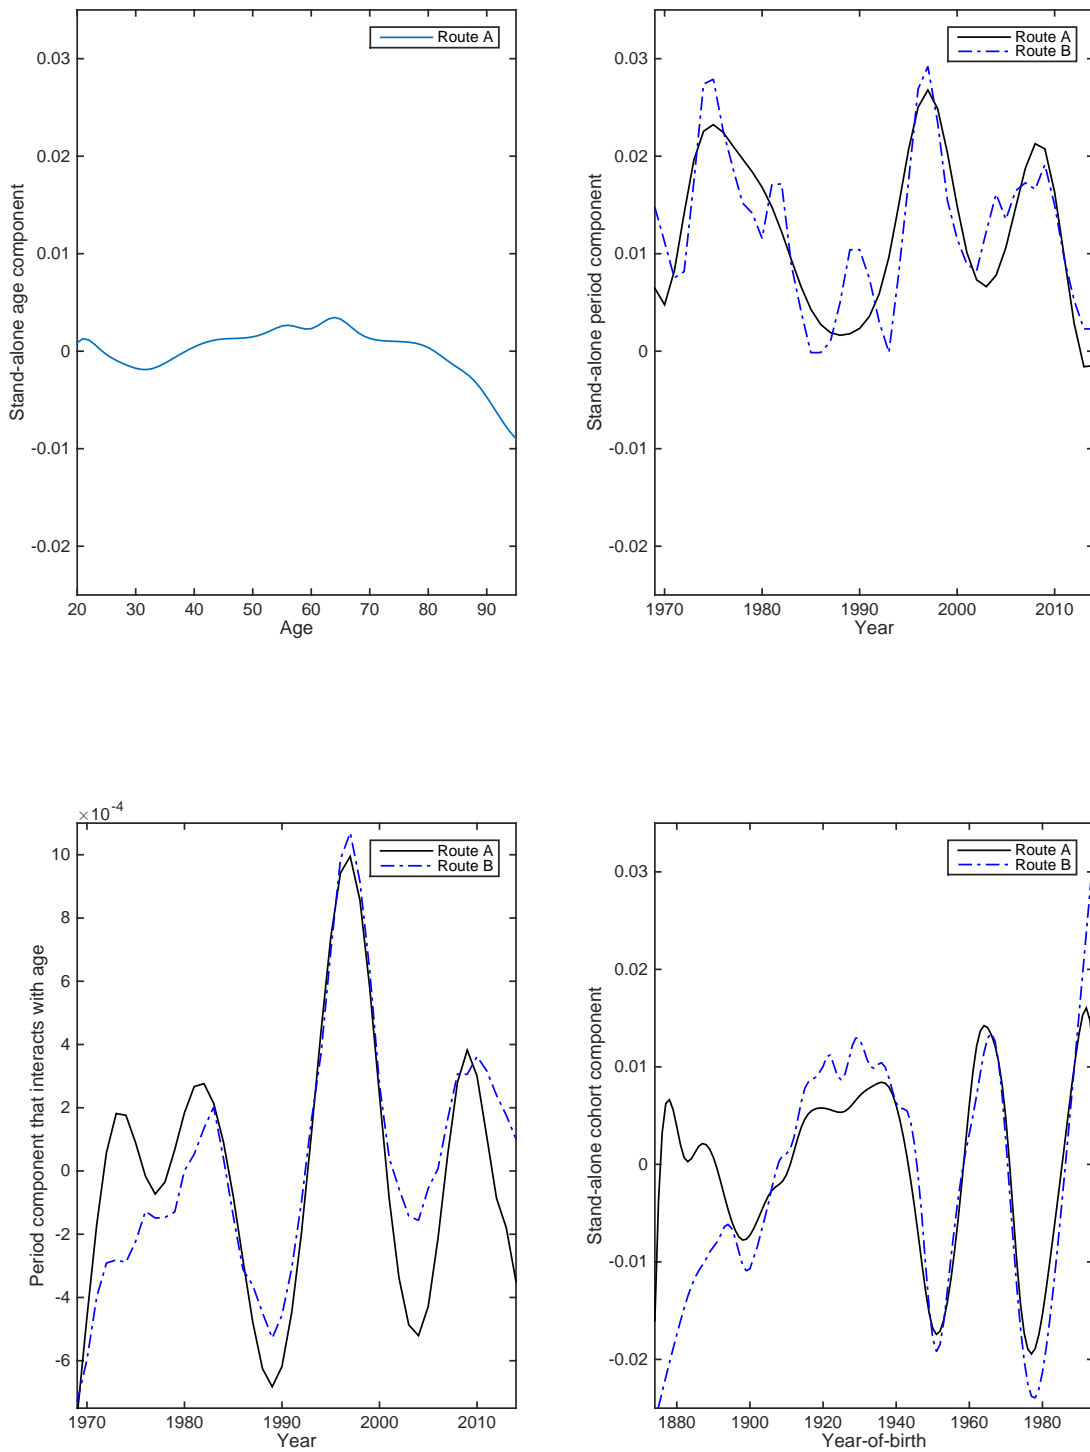 Route A
0.03
0.02
0.01
0
-0.01
-0.02
Stand-alone age component
20 30 40 50 60 70 80 90
Age
Route A
Route B
0.03
0.02
0.01
0
-0.01
-0.02
Stand-alone period component
1970 1980 1990 2000 2010
Year
×10-4
Route A
Route B
10
8
6
4
2
0
-2
-4
-6
Period component that interacts with age
1970 1980 1990 2000 2010
Year
Route A
Route B
0.03
0.02
0.01
0
-0.01
-0.02
Stand-alone cohort component
1880 1900 1920 1940 1960 1980
Year-of-birth